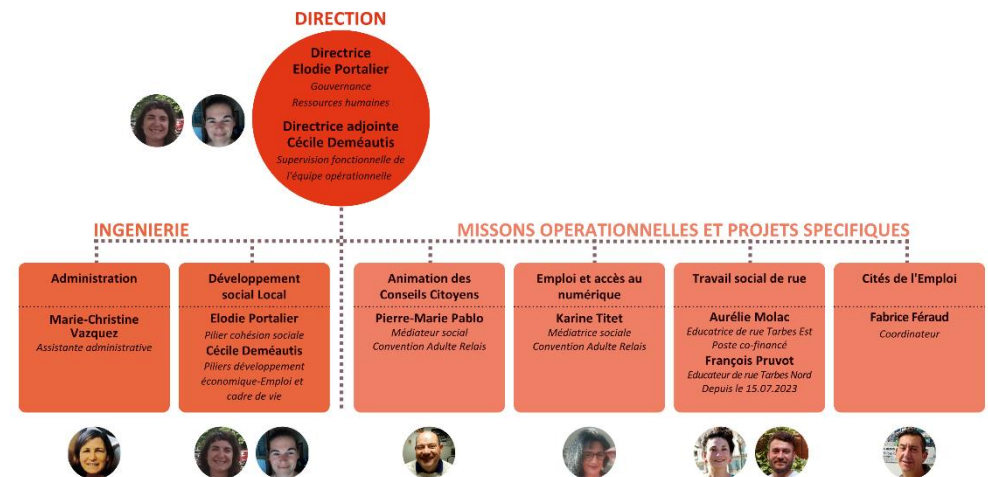 DIRECTION
Directrice
Elodie Portalier
Gouvernance
Ressources humaines
Directrice adjointe
Cécile Deméautis
Supervision fonctionnelle de
l'équipe opérationnelle
INGENIERIE
MISSONS OPERATIONNELLES ET PROJETS SPECIFIQUES
Administration
Marie-Christine
Vazquez
Assistante administrative
Développement
social Local
Elodie Portalier
Pilier cohésion sociale
Cécile Deméautis
Piliers développement
économique-Emploi et
cadre de vie
Animation des
Conseils Citoyens
Pierre-Marie Pablo
Médiateur social
Convention Adulte Relais
Emploi et accès au
numérique
Karine Titet
Médiatrice sociale
Convention Adulte Relais
Travail social de rue
Aurélie Molac
Educatrice de rue Tarbes Est
Poste co-financé
François Pruvot
Educateur de rue Tarbes Nord
Depuis le 15.07.2023
Cités de l'Emploi
Fabrice Féraud
Coordinateur